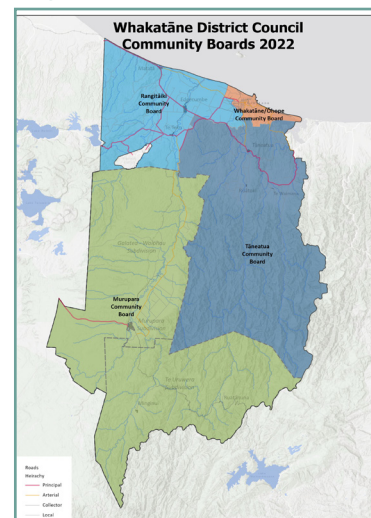 Whakatāne District Council
Community Boards 2022
Rangitāiki
Community
Board
Whakatāne/Ōhope
Community Board
Tāneatua
Community
Board
Murupara
Community
Board
Roads
Heirachy
Principal
Arterial
Collector
Local